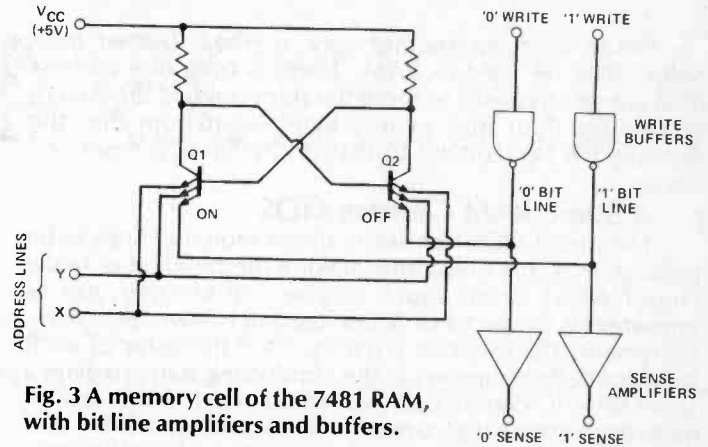 VCC
(+5V)
'0' WRITE '1' WRITE
WRITE
BUFFERS
Q1
Q2
ON
OFF
'0' BIT
LINE
'1' BIT
LINE
ADDRESS LINES
Y
X
SENSE
AMPLIFIERS
'0' SENSE '1' SENSE
Fig. 3 A memory cell of the 7481 RAM,
with bit line amplifiers and buffers.